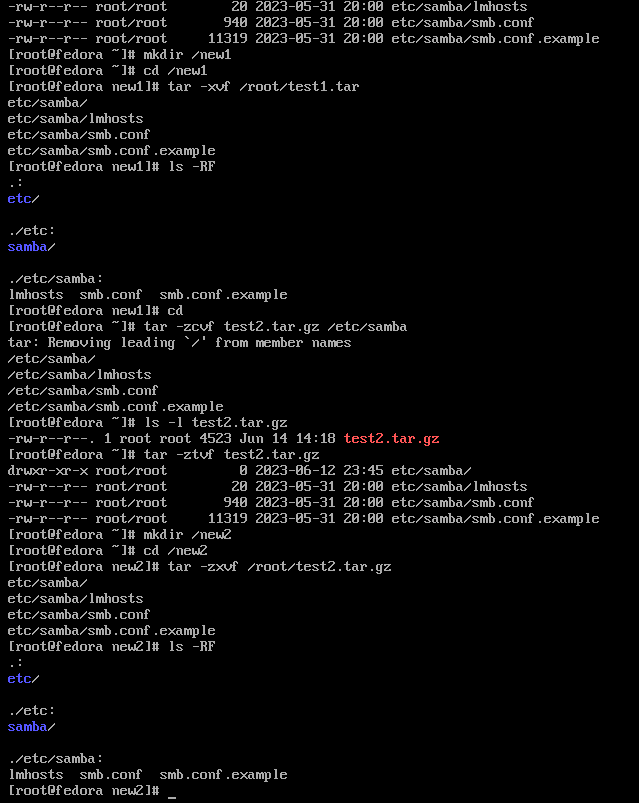 -rw-r--r-- root/root        20 2023-05-31 20:00 etc/samba/lmhosts
-rw-r--r-- root/root       940 2023-05-31 20:00 etc/samba/smb.conf
-rw-r--r-- root/root     11319 2023-05-31 20:00 etc/samba/smb.conf.example
[root@fedora ~]# mkdir /new1
[root@fedora ~]# cd /new1
[root@fedora new1]# tar -xvf /root/test1.tar
etc/samba/
etc/samba/lmhosts
etc/samba/smb.conf
etc/samba/smb.conf.example
[root@fedora new1]# ls -RF
.:
etc/

./etc:
samba/

./etc/samba:
lmhosts  smb.conf  smb.conf.example
[root@fedora new1]# cd
[root@fedora ~]# tar -zcvf test2.tar.gz /etc/samba
tar: Removing leading `/' from member names
/etc/samba/
/etc/samba/lmhosts
/etc/samba/smb.conf
/etc/samba/smb.conf.example
[root@fedora ~]# ls -l test2.tar.gz
-rw-r--r--. 1 root root 4523 Jun 14 14:18 test2.tar.gz
[root@fedora ~]# tar -ztvf test2.tar.gz
drwxr-xr-x root/root         0 2023-06-12 23:45 etc/samba/
-rw-r--r-- root/root        20 2023-05-31 20:00 etc/samba/lmhosts
-rw-r--r-- root/root       940 2023-05-31 20:00 etc/samba/smb.conf
-rw-r--r-- root/root     11319 2023-05-31 20:00 etc/samba/smb.conf.example
[root@fedora ~]# mkdir /new2
[root@fedora ~]# cd /new2
[root@fedora new2]# tar -zxvf /root/test2.tar.gz
etc/samba/
etc/samba/lmhosts
etc/samba/smb.conf
etc/samba/smb.conf.example
[root@fedora new2]# ls -RF
.:
etc/

./etc:
samba/

./etc/samba:
lmhosts  smb.conf  smb.conf.example
[root@fedora new2]# _